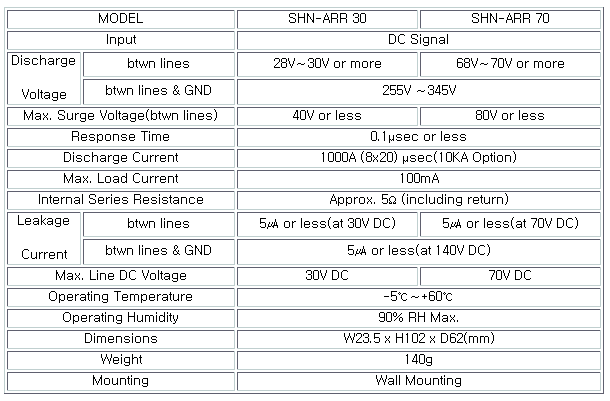 MODEL SHN-ARR 30 SHN-ARR 70
Input DC Signal
Discharge Voltage btwn lines 28V~30V or more 68V~70V or more
btwn lines & GND 255V ~345V
Max. Surge Voltage(btwn lines) 40V or less 80V or less
Response Time 0.1μsec or less
Discharge Current 1000A (8x20) μsec(10KA Option)
Max. Load Current 100mA
Internal Series Resistance Approx. 5Ω (including return)
Leakage Current btwn lines 5㎂ or less(at 30V DC) 5㎂ or less(at 70V DC)
btwn lines & GND 5㎂ or less(at 140V DC)
Max. Line DC Voltage 30V DC 70V DC
Operating Temperature -5℃~+60℃
Operating Humidity 90% RH Max.
Dimensions W23.5 x H102 x D62(mm)
Weight 140g
Mounting Wall Mounting